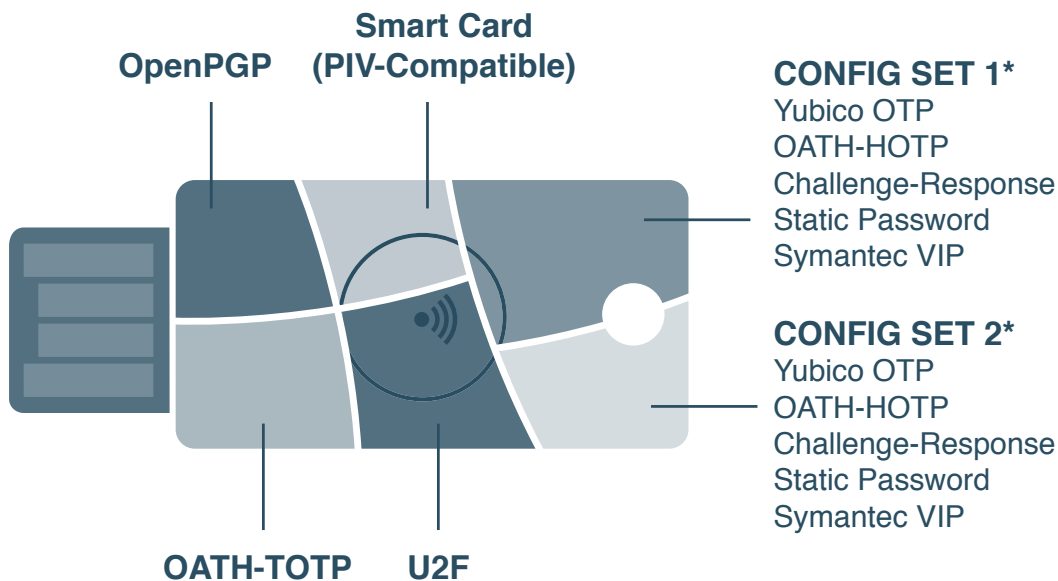 Smart Card
(PIV-Compatible)
OpenPGP
CONFIG SET 1*
Yubico OTP
OATH-HOTP
Challenge-Response
Static Password
Symantec VIP
CONFIG SET 2*
Yubico OTP
OATH-HOTP
Challenge-Response
Static Password
Symantec VIP
OATH-TOTP
U2F